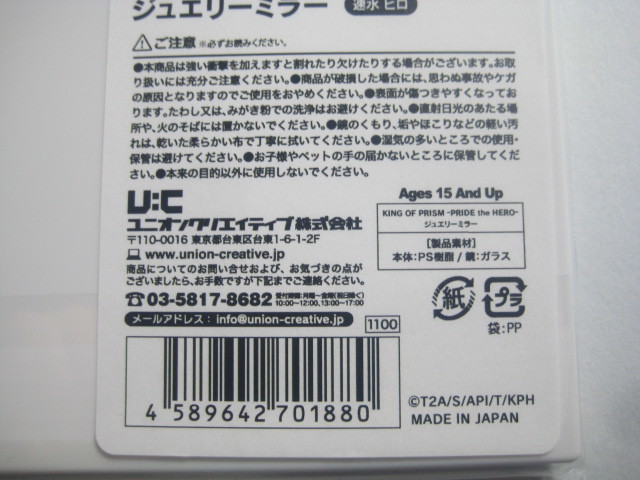 ジュエリーミラー 速水 ヒロ
ご注意 ※必ずお読みください。
●本商品は強い衝撃を加えますと割れたり欠けたりする場合がございます。お取
り扱いには充分ご注意ください。●商品が破損した場合には、思わぬ事故やケガ
の原因となりますのでご使用をおやめください。●表面が傷つきやすくなっており
ます。たわし又は、みがき粉での洗浄はお避けください。●直射日光のあたる場
所や、火のそばには置かないでください。●鏡のくもり、垢やほこりなどの軽い汚
れは、乾いた柔らかい布で丁寧に拭いてください。●湿気の多いところでの使用・
保管は避けてください。●お子様やペットの手の届かないところに保管してくださ
い。●本来の目的以外に使用しないでください。
U:C
ユニオンクリエイティブ株式会社
〒110-0016 東京都台東区台東1-6-1-2F
www.union-creative.jp
商品についてのお問い合せおよび、お気づきの点が
ございましたら、お手数ですが下記までご連絡ください。
03-5817-8682 受付時間:月曜~金曜(祝日除く)
10:00~12:00、13:00~17:00
メールアドレス: info@union-creative.jp
1100
Ages 15 And Up
KING OF PRISM -PRIDE the HERO-
ジュエリーミラー
【製品素材】
本体:PS樹脂 / 鏡:ガラス
紙 プラ
袋:PP
4 589642 701880
©T2A/S/API/T/KPH
MADE IN JAPAN